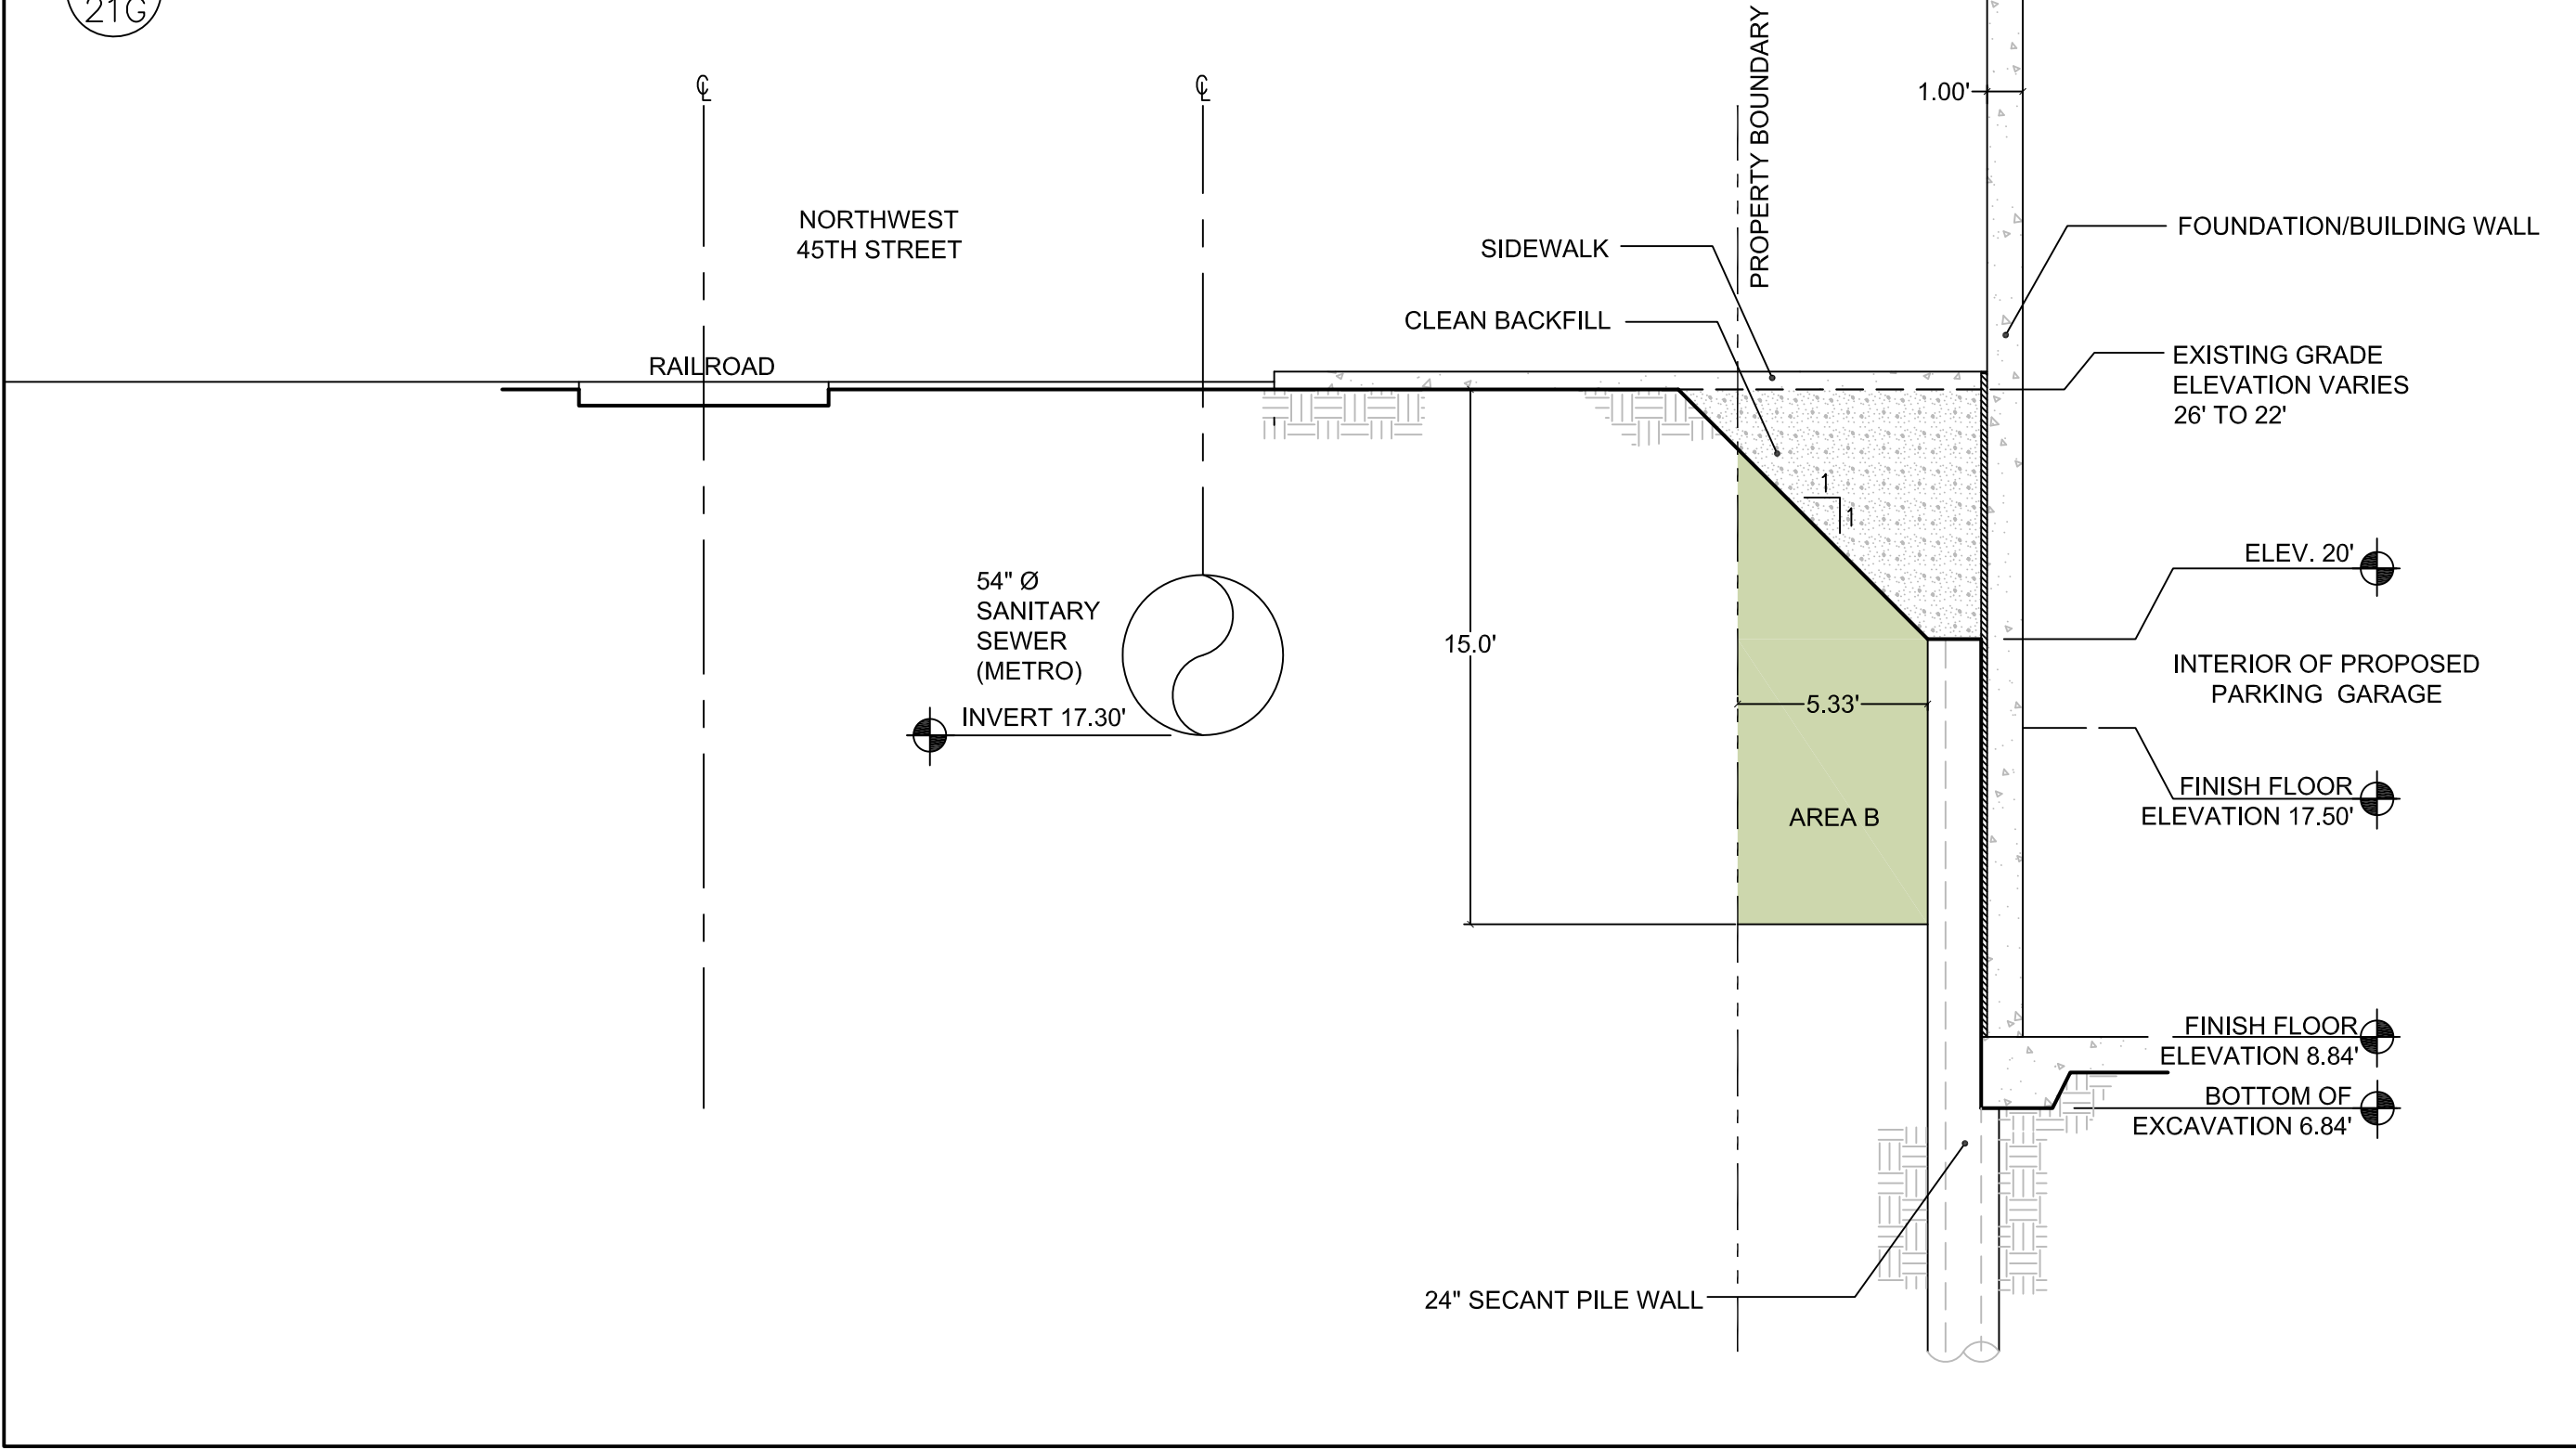 21G
℄
℄
PROPERTY BOUNDARY
1.00'
NORTHWEST
45TH STREET
SIDEWALK
FOUNDATION/BUILDING WALL
CLEAN BACKFILL
RAILROAD
EXISTING GRADE
ELEVATION VARIES
26' TO 22'
1
1
ELEV. 20'
54" Ø
SANITARY
SEWER
(METRO)
INVERT 17.30'
15.0'
5.33'
INTERIOR OF PROPOSED
PARKING GARAGE
FINISH FLOOR
ELEVATION 17.50'
AREA B
FINISH FLOOR
ELEVATION 8.84'
BOTTOM OF
EXCAVATION 6.84'
24" SECANT PILE WALL